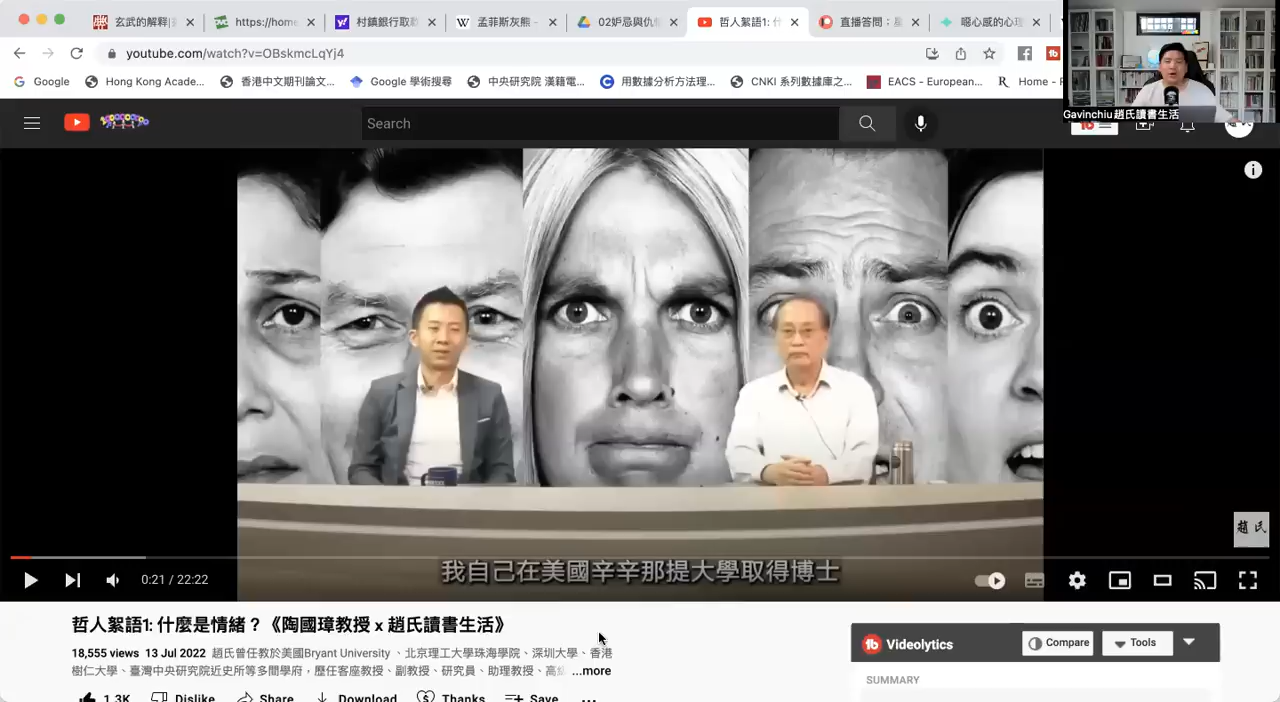 玄武的解釋|
https://home
村鎮銀行取款
孟菲斯灰熊 -
02妒忌與仇恨
哲人絮語1: 什
直播答問：
噁心感的心理
youtube.com/watch?v=OBskmcLqYj4
Google
Hong Kong Acade...
香港中文期刊論文...
Google 學術搜尋
中央研究院 漢籍電...
用數據分析方法理...
CNKI 系列數據庫之...
EACS - European...
Home -
Gavinchiu趙氏讀書生活
Search
趙氏
我自己在美國辛辛那提大學取得博士
0:21 / 22:22
哲人絮語1: 什麼是情緒？《陶國璋教授 x 趙氏讀書生活》
18,555 views 13 Jul 2022 趙氏曾任教於美國Bryant University 、北京理工大學珠海學院、深圳大學、香港
樹仁大學、臺灣中央研究院近史所等多間學府，歷任客座教授、副教授、研究員、助理教授、高級 ...more
1.3K
Dislike
Share
Download
Thanks
Save
Videolytics
Compare
Tools
SUMMARY